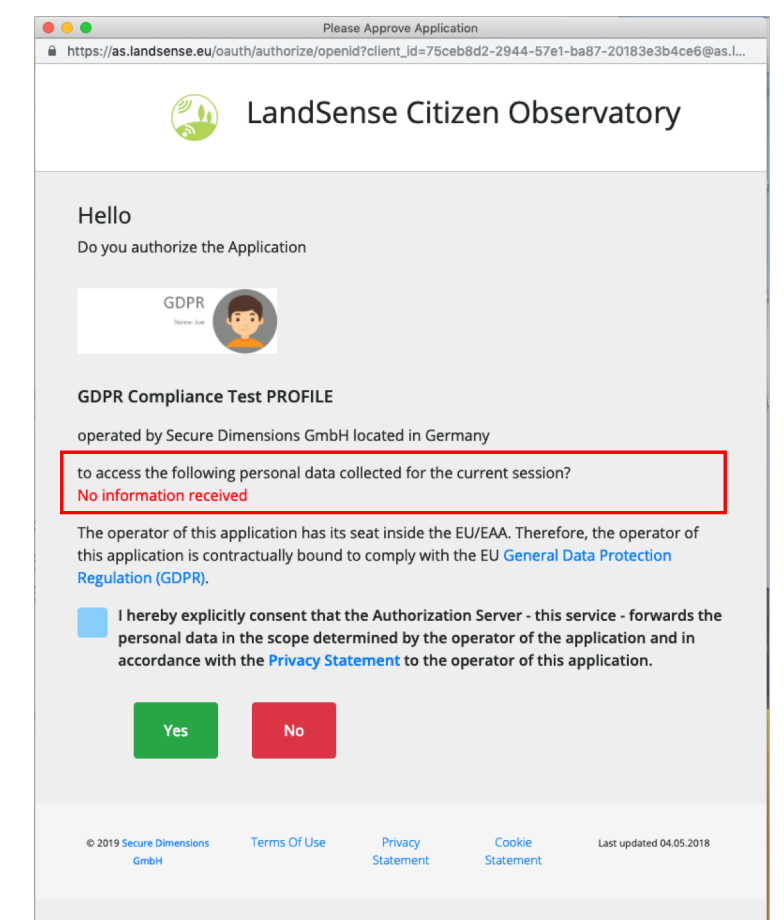 Please Approve Application
https://as.landsense.eu/oauth/authorize/openid?client_id=75ceb8d2-2944-57e1-ba87-20183e3b4ce6@as.l...
LandSense Citizen Observatory
Hello
Do you authorize the Application
GDPR
Name: Joe
GDPR Compliance Test PROFILE
operated by Secure Dimensions GmbH located in Germany
to access the following personal data collected for the current session?
No information received
The operator of this application has its seat inside the EU/EAA. Therefore, the operator of
this application is contractually bound to comply with the EU General Data Protection
Regulation (GDPR).
I hereby explicitly consent that the Authorization Server - this service - forwards the
personal data in the scope determined by the operator of the application and in
accordance with the Privacy Statement to the operator of this application.
Yes No
© 2019 Secure Dimensions GmbH
Terms Of Use
Privacy Statement
Cookie Statement
Last updated 04.05.2018